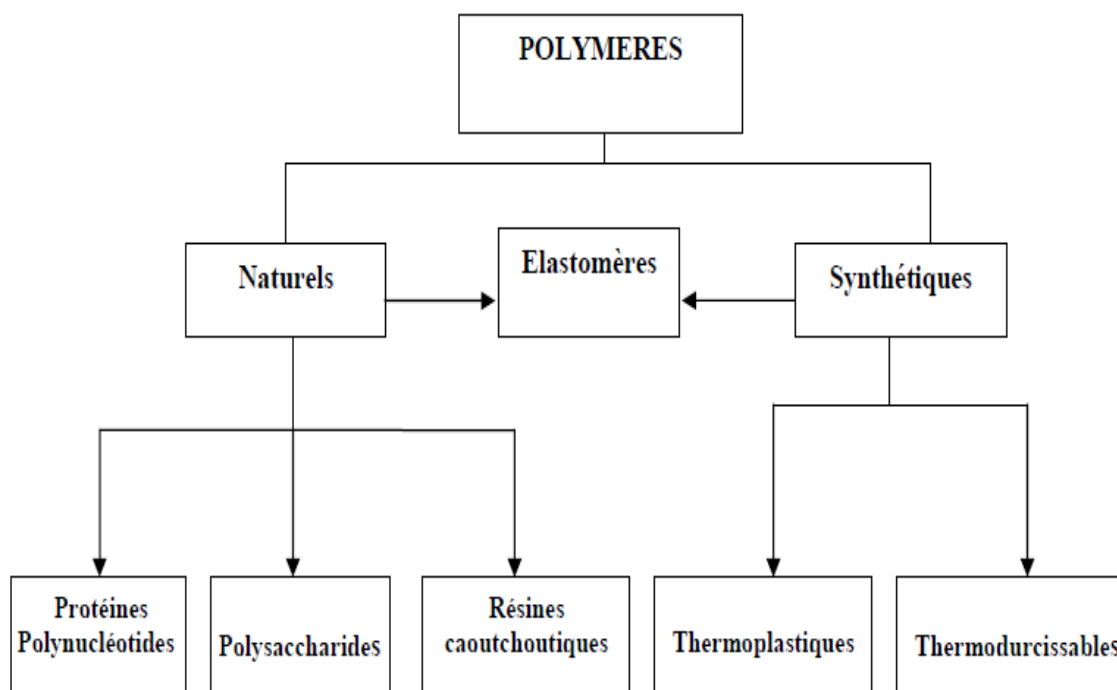 POLYMERES
Naturels
Elastomères
Synthétiques
Protéines
Polynucléotides
Polysaccharides
Résines
caoutchoutiques
Thermoplastiques
Thermodurcissables